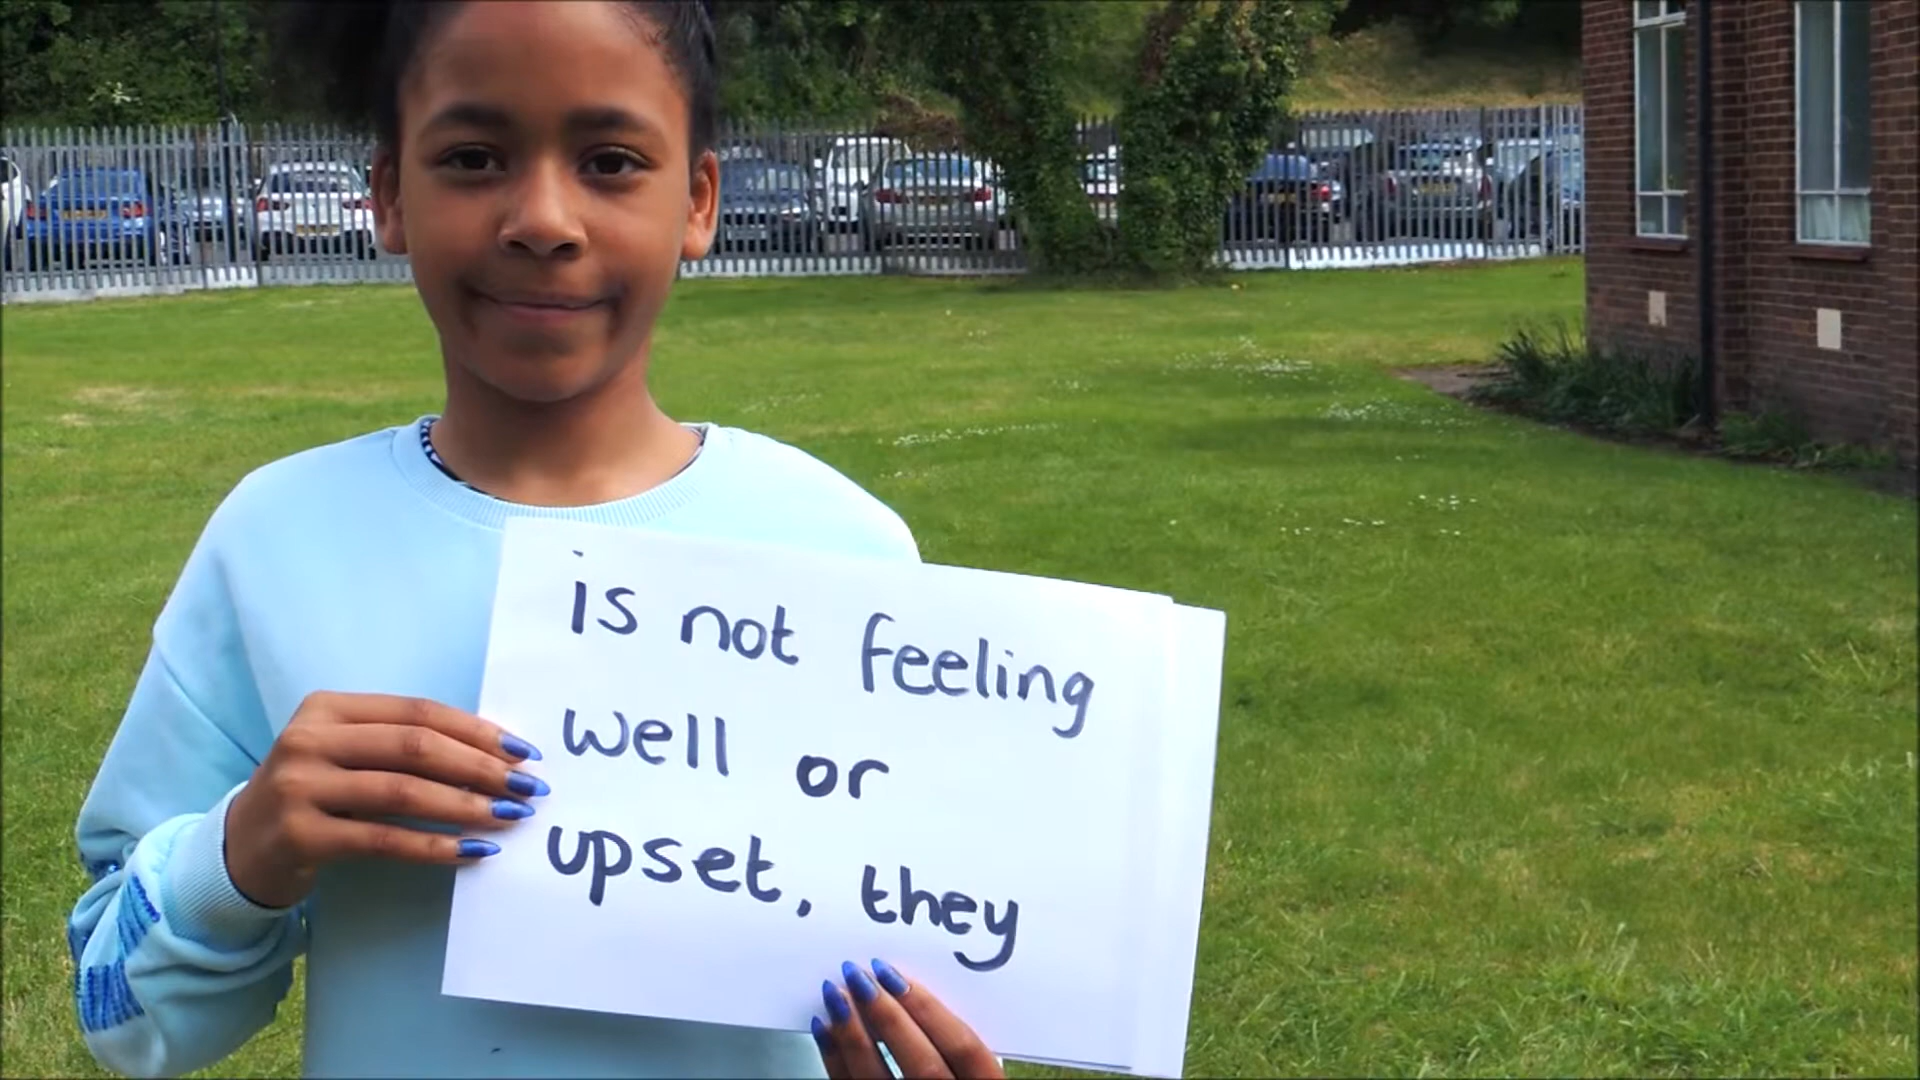 is not feeling
well or
upset, they